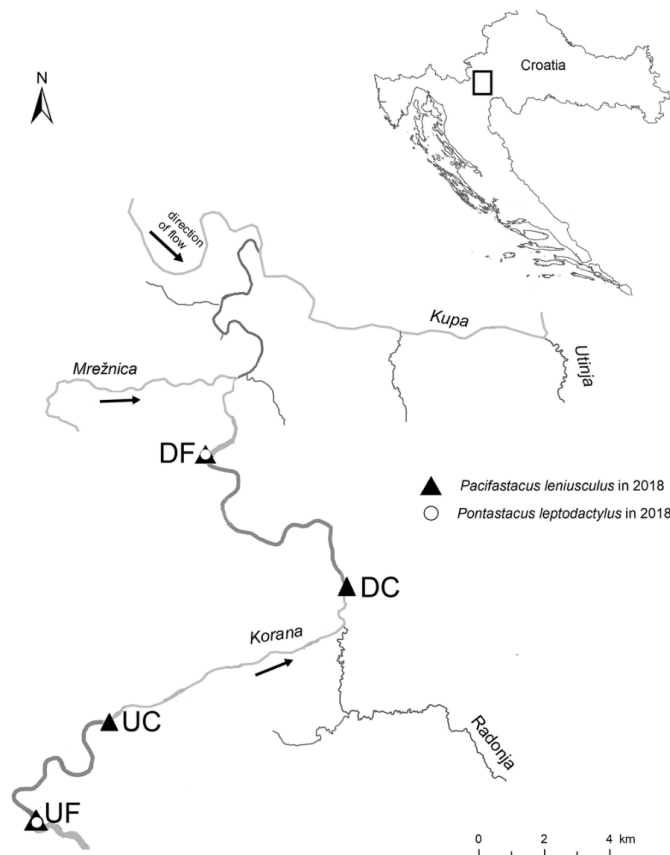 N
Croatia
direction
of flow
Kupa
Utinja
Mrežnica
DF
Pacifastacus leniusculus in 2018
Pontastacus leptodactylus in 2018
DC
Korana
UC
Radonja
UF
0 2 4 km